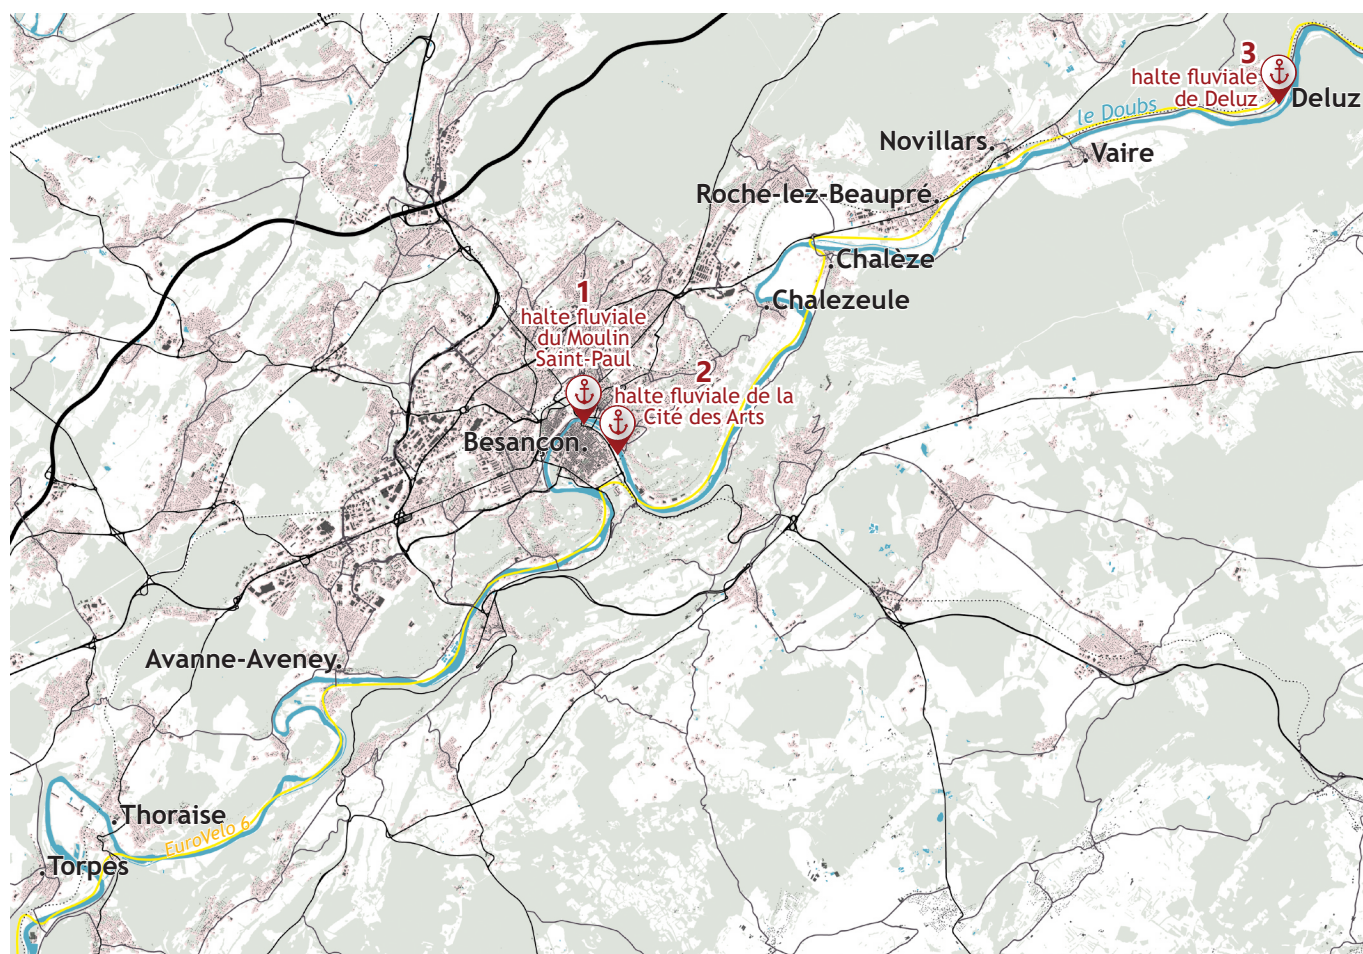 3
halte fluviale
de Deluz
Deluz
le Doubs
Novillars
Vaire
Roche-lez-Beaupré
Chalèze
Chalezeule
1
halte fluviale
du Moulin
Saint-Paul
2
halte fluviale de la
Cité des Arts
Besançon
Avanne-Aveney
Thoraise
EuroVelo 6
Torpes